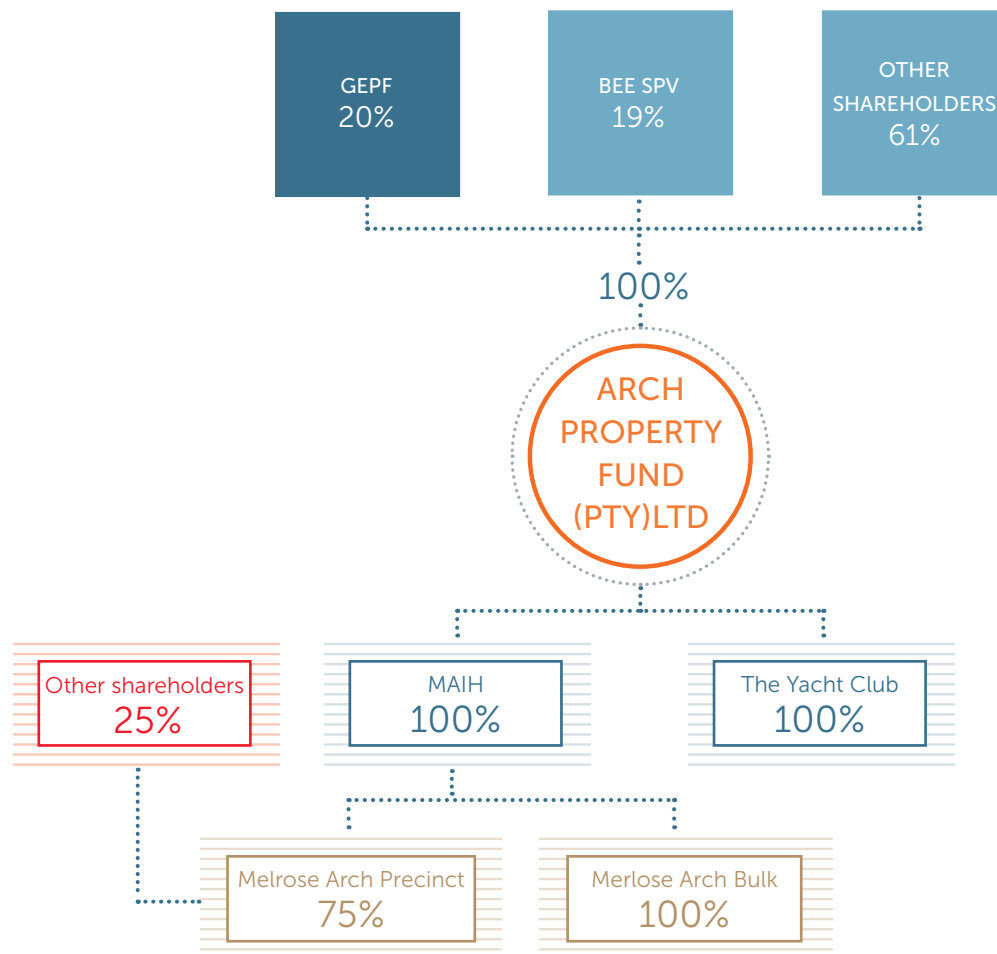 GEPF
20%
BEE SPV
19%
OTHER
SHAREHOLDERS
61%
100%
ARCH
PROPERTY
FUND
(PTY)LTD
Other shareholders
25%
MAIH
100%
The Yacht Club
100%
Melrose Arch Precinct
75%
Merlose Arch Bulk
100%